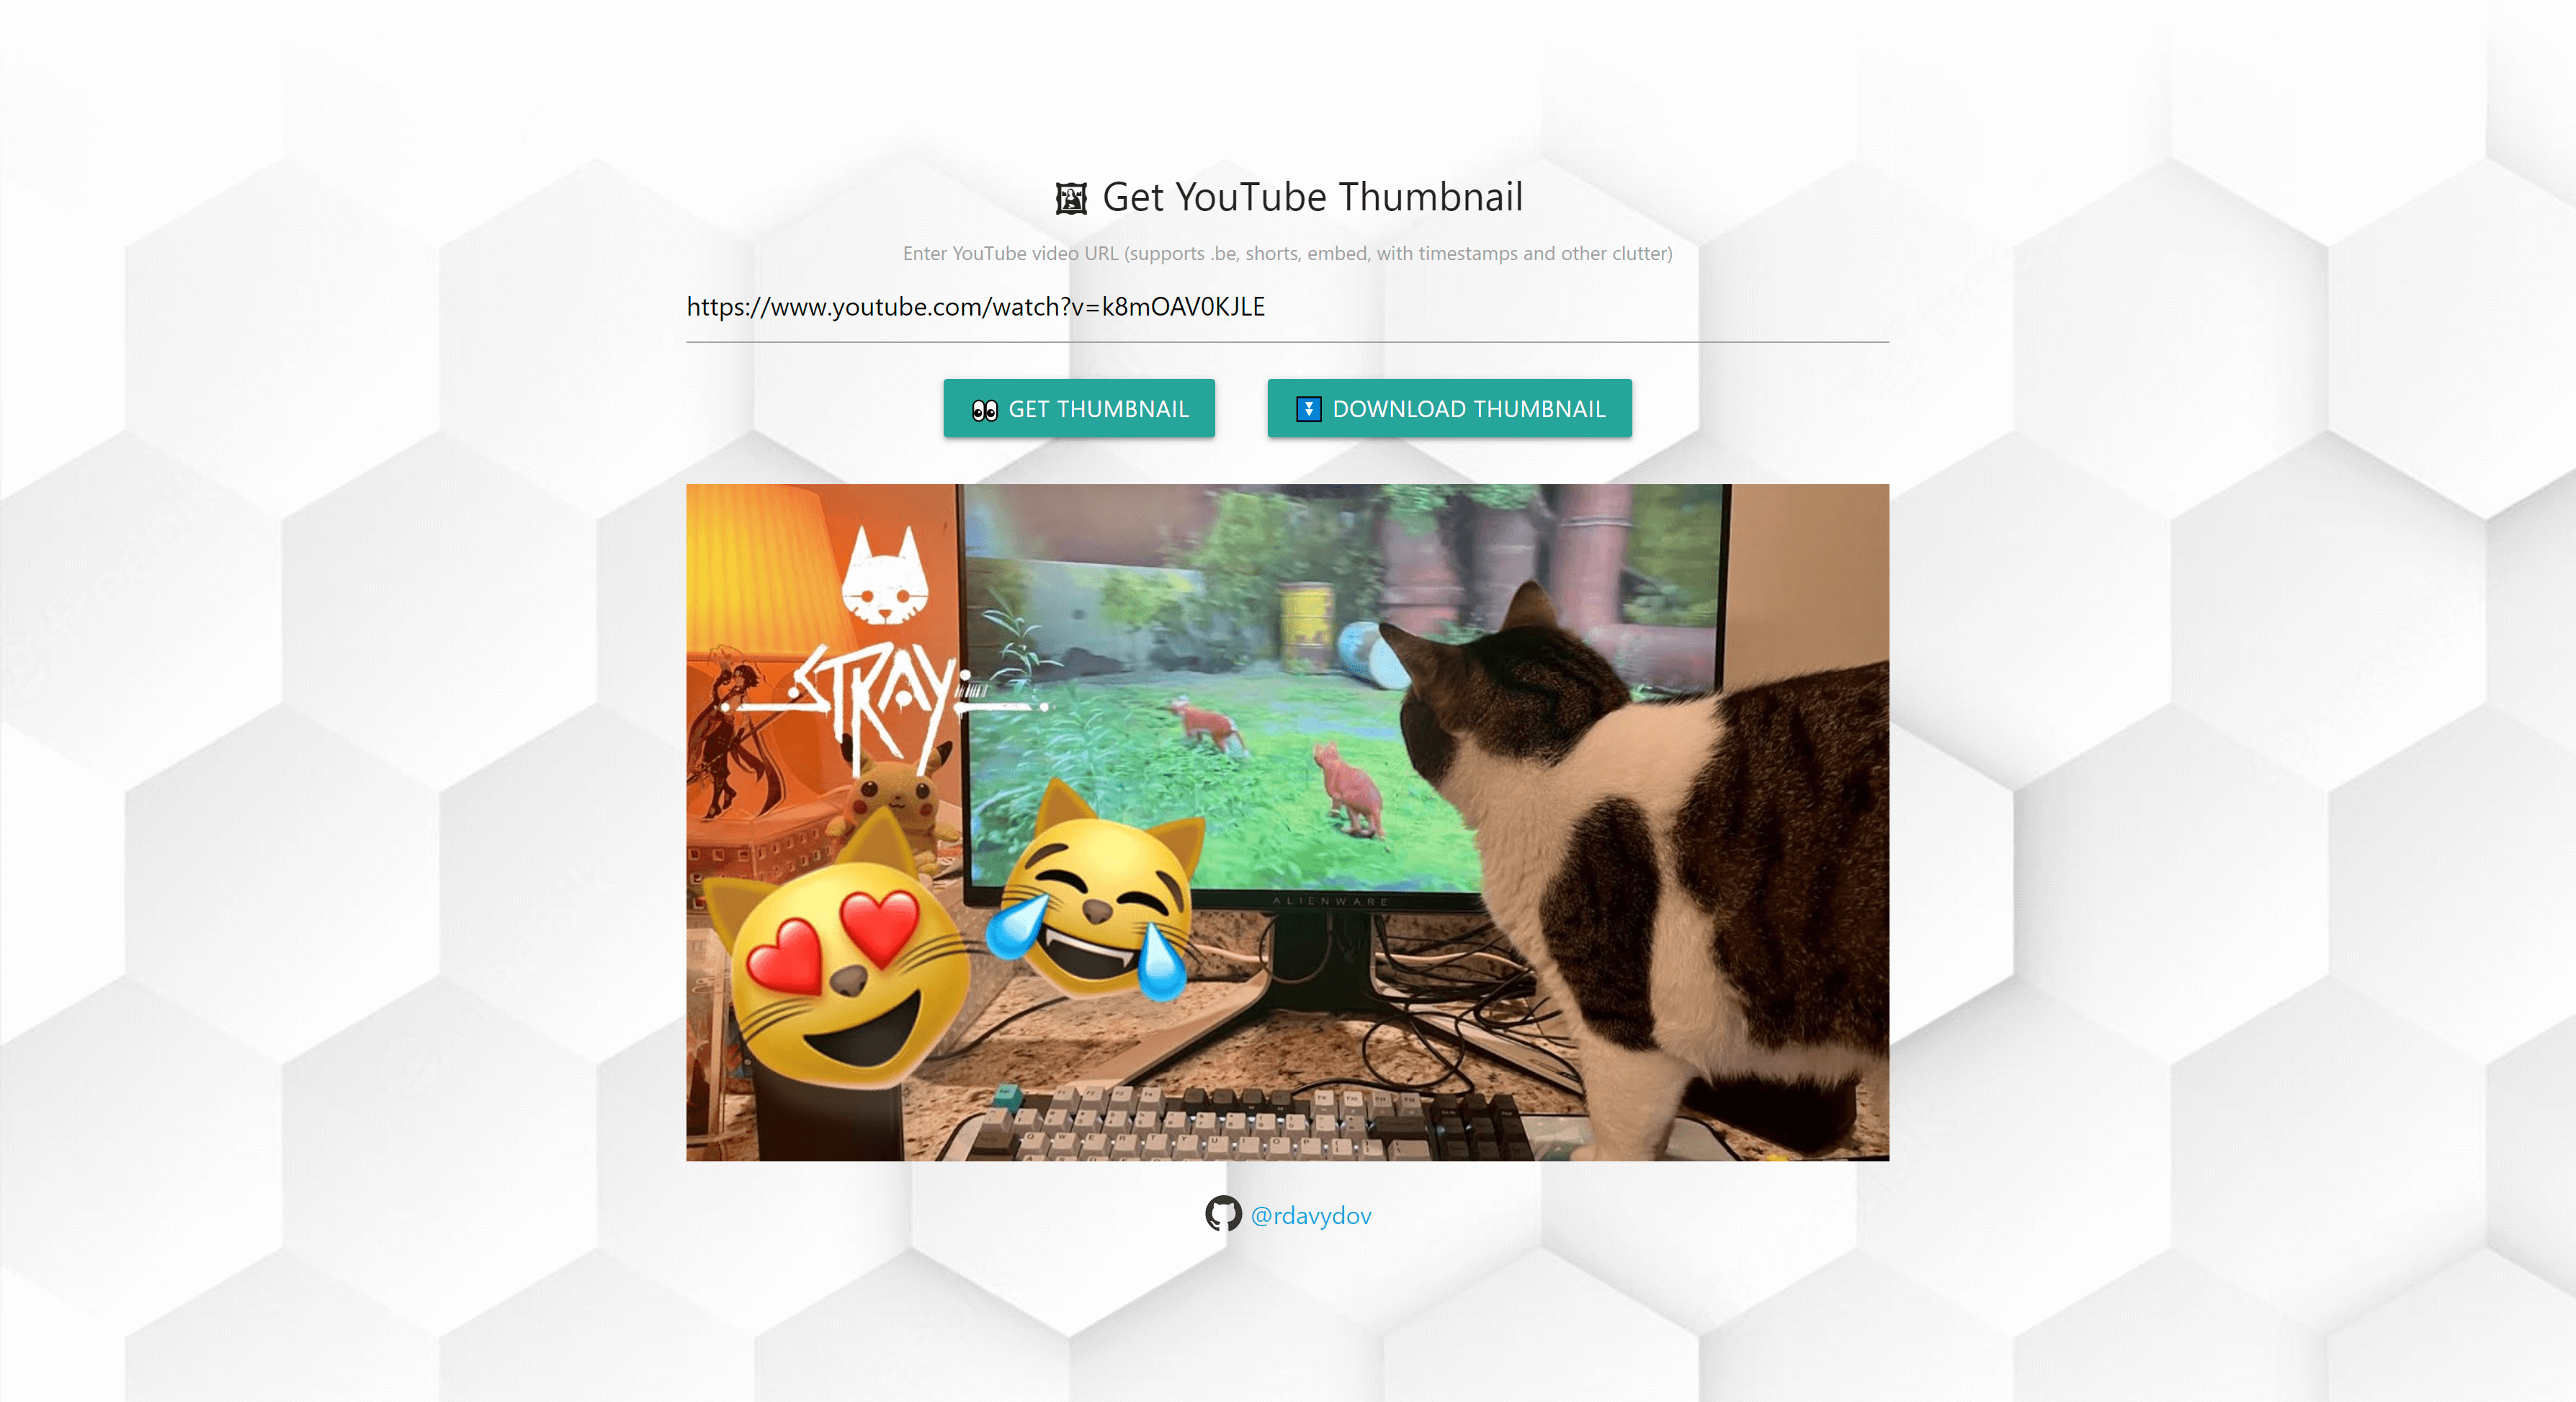 🖼 Get YouTube Thumbnail
Enter YouTube video URL (supports .be, shorts, embed, with timestamps and other clutter)
https://www.youtube.com/watch?v=k8mOAV0KJLE
👀 GET THUMBNAIL
⏬ DOWNLOAD THUMBNAIL
STRAY
ALIENWARE
@rdavydov